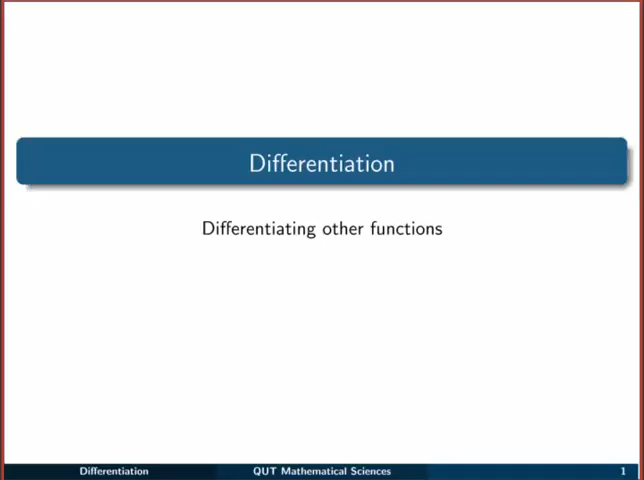 Differentiation
Differentiating other functions
Differentiation QUT Mathematical Sciences 1